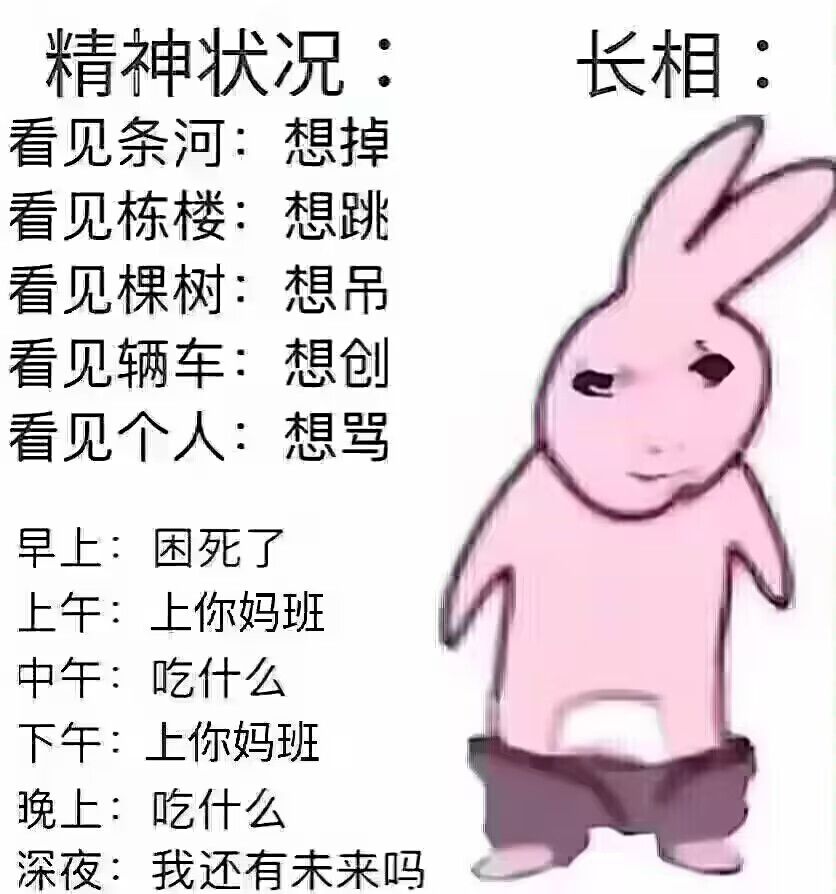 精神状况：
长相：
看见条河：想掉
看见栋楼：想跳
看见棵树：想吊
看见辆车：想创
看见个人：想骂
早上：困死了
上午：上你妈班
中午：吃什么
下午：上你妈班
晚上：吃什么
深夜：我还有未来吗